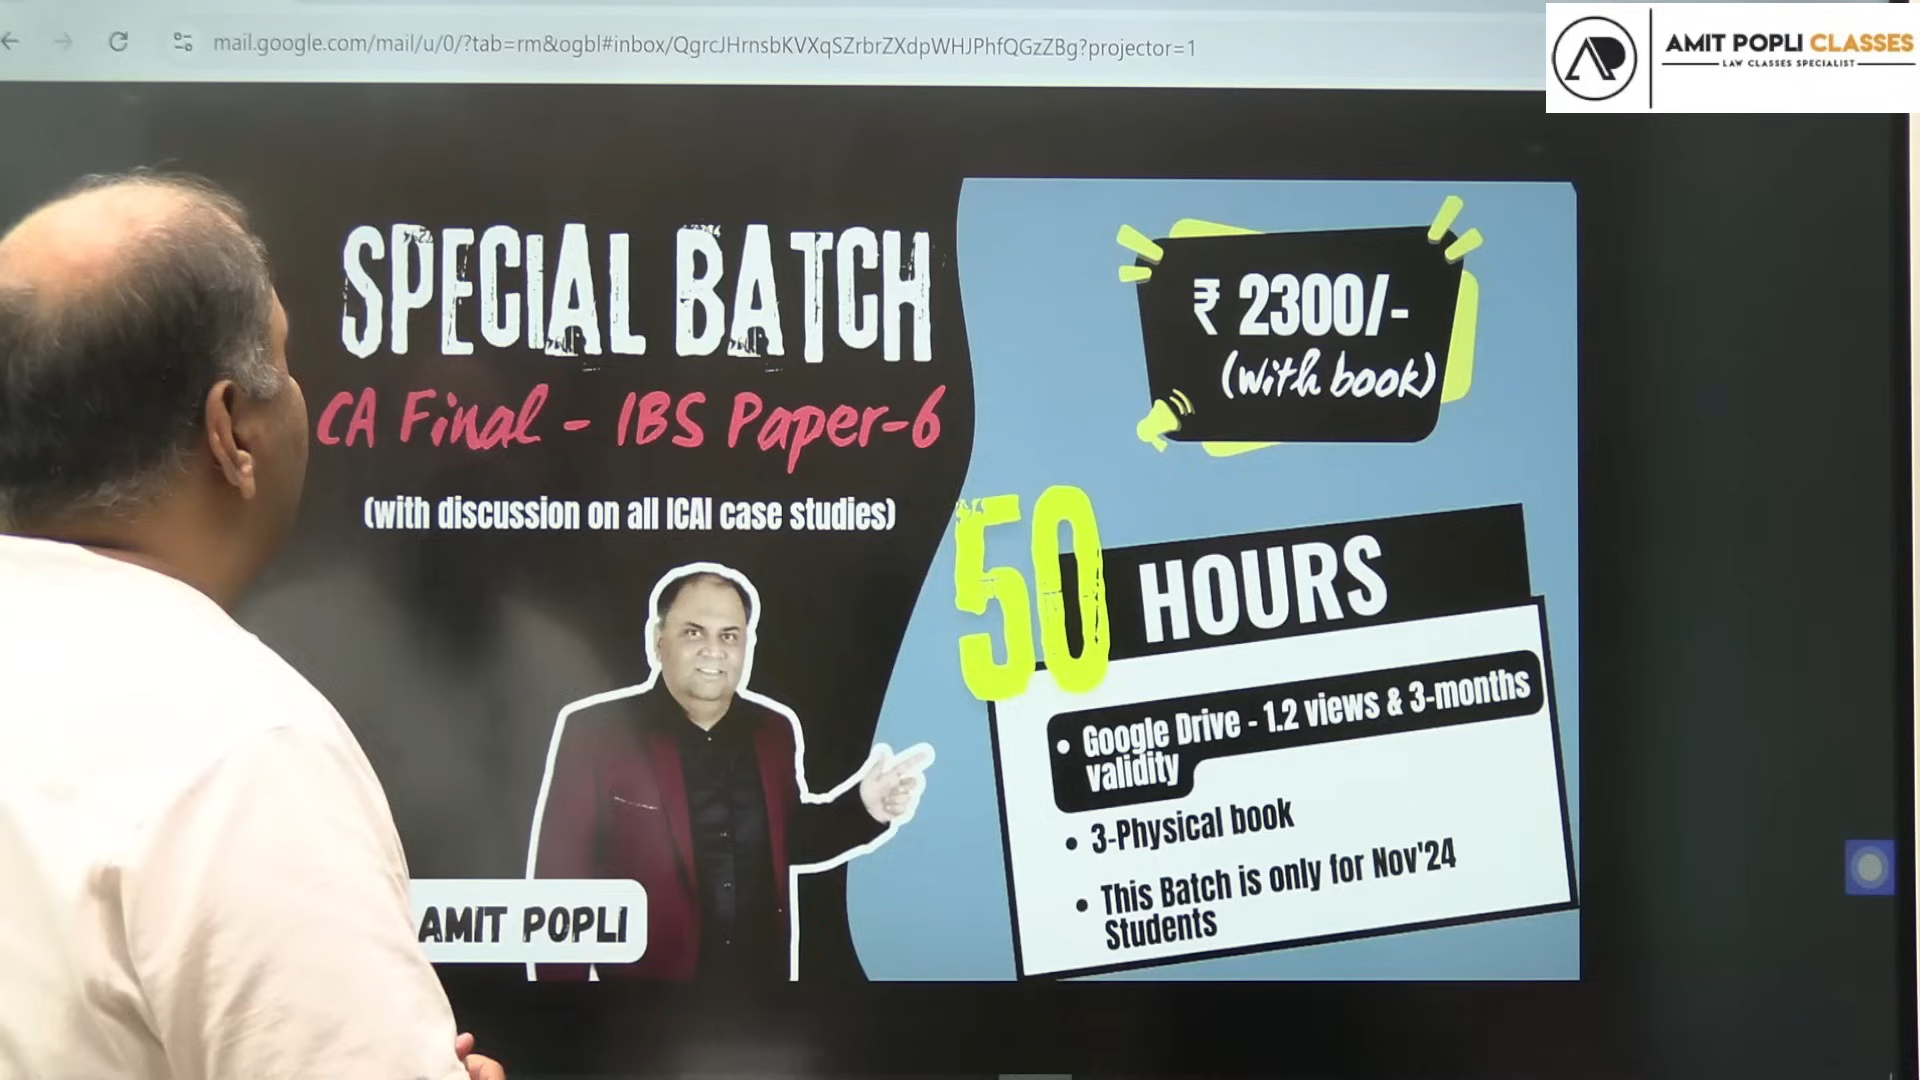 mail.google.com/mail/u/0/?tab=rm&ogbl#inbox/QgrcJHrnsbKVXqSZrbrZXdpWHJPhfQGzZBg?projector=1
AMIT POPLI CLASSES
LAW CLASSES SPECIALIST
SPECIAL BATCH
CA Final - IBS Paper-6
(with discussion on all ICAI case studies)
AMIT POPLI
₹ 2300/-
(with book)
50 HOURS
• Google Drive - 1.2 views & 3-months
validity
• 3-Physical book
• This Batch is only for Nov'24
Students